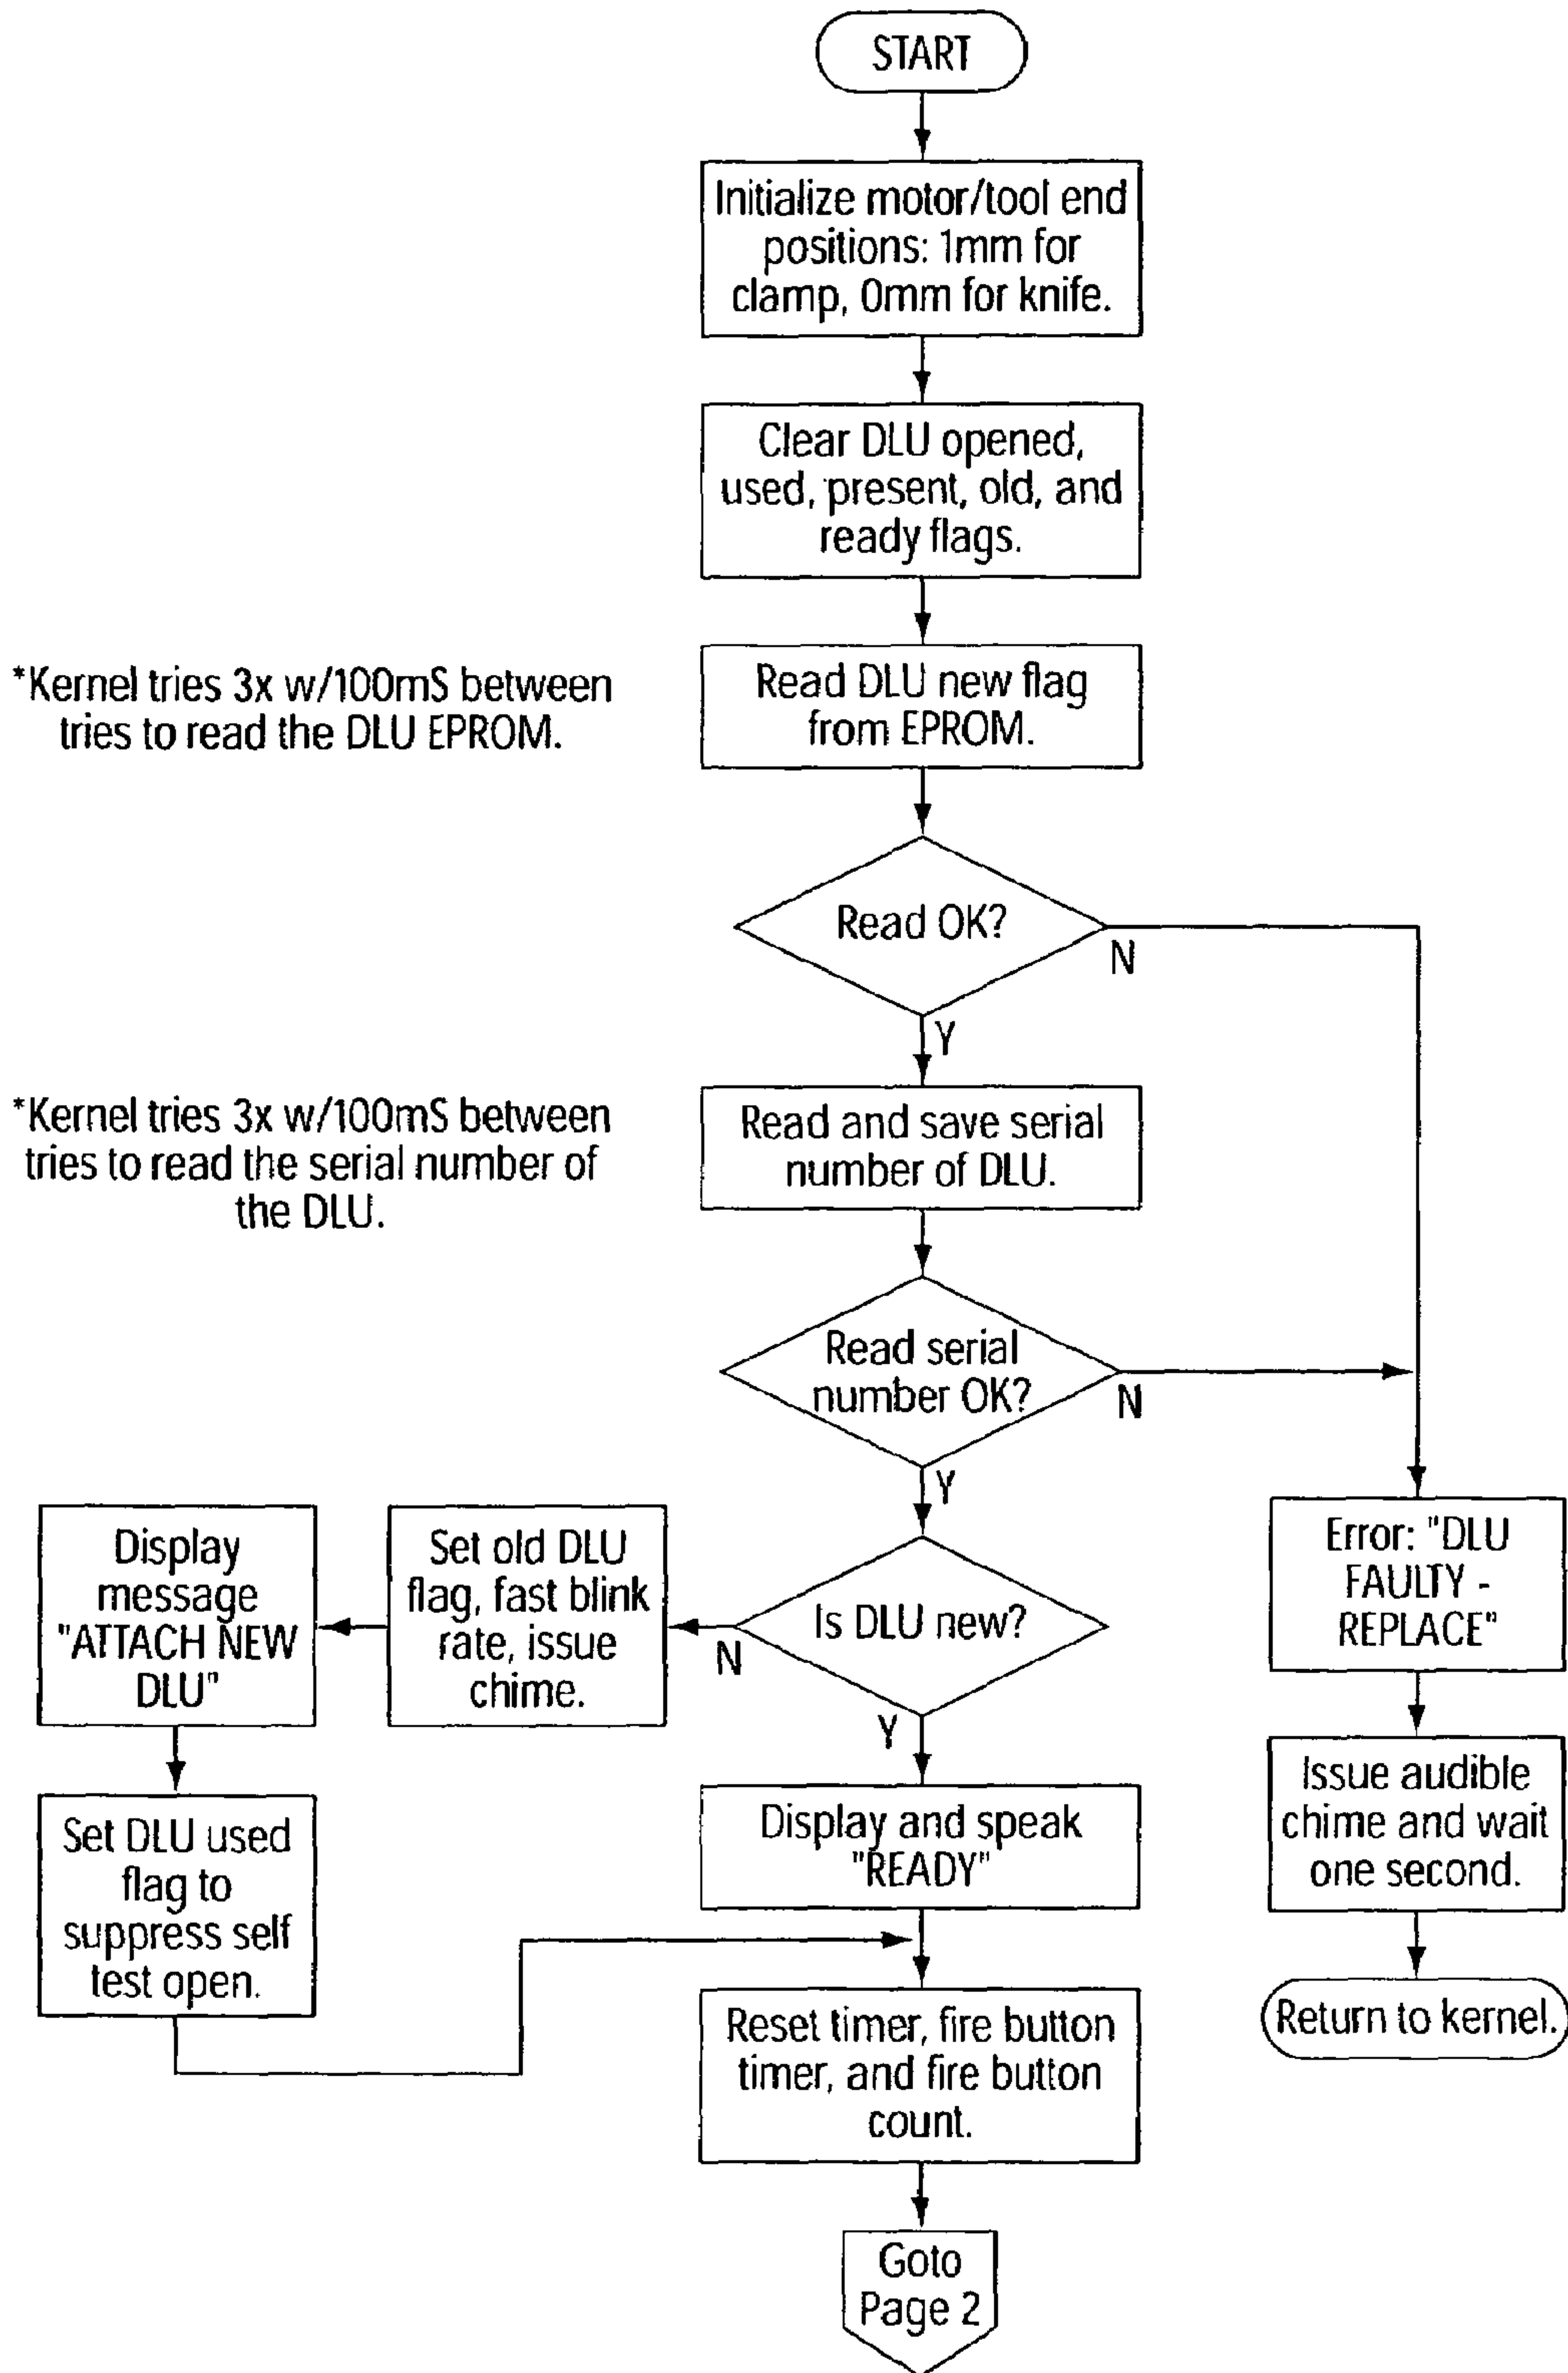 START
Initialize motor/tool end
positions: 1mm for
clamp, 0mm for knife.
Clear DLU opened,
used, present, old, and
ready flags.
*Kernel tries 3x w/100mS between
tries to read the DLU EPROM.
Read DLU new flag
from EPROM.
Read OK?
N
Y
*Kernel tries 3x w/100mS between
tries to read the serial number of
the DLU.
Read and save serial
number of DLU.
Read serial
number OK?
N
Y
Display
message
"ATTACH NEW
DLU"
Set old DLU
flag, fast blink
rate, issue
chime.
Is DLU new?
N
Y
Error: "DLU
FAULTY -
REPLACE"
Set DLU used
flag to
suppress self
test open.
Display and speak
"READY"
Issue audible
chime and wait
one second.
Reset timer, fire button
timer, and fire button
count.
Return to kernel.
Goto
Page 2